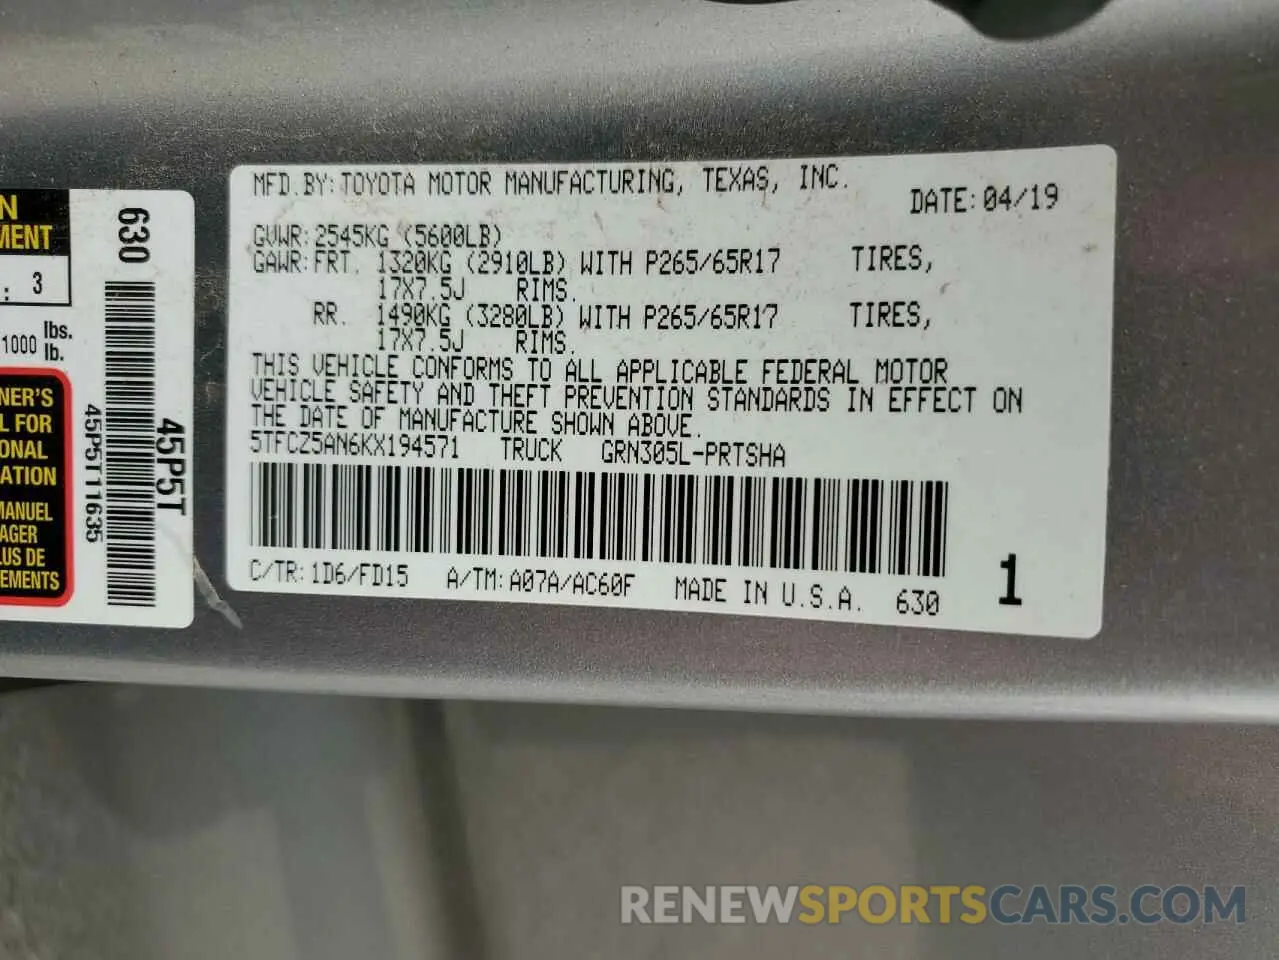 N
MENT
: 3
1000 lbs.
lb.
NER'S
L FOR
ONAL
ATION
MANUEL
AGER
LUS DE
EMENTS
630
45P5T11635
45P5T
MFD.BY:TOYOTA MOTOR MANUFACTURING, TEXAS, INC.
DATE:04/19
GVWR:2545KG (5600LB)
GAWR:FRT. 1320KG (2910LB) WITH P265/65R17 TIRES,
17X7.5J RIMS.
RR. 1490KG (3280LB) WITH P265/65R17 TIRES,
17X7.5J RIMS.
THIS VEHICLE CONFORMS TO ALL APPLICABLE FEDERAL MOTOR
VEHICLE SAFETY AND THEFT PREVENTION STANDARDS IN EFFECT ON
THE DATE OF MANUFACTURE SHOWN ABOVE.
5TFCZ5AN6KX194571 TRUCK GRN305L-PRTSHA
C/TR:1D6/FD15 A/TM:A07A/AC60F MADE IN U.S.A. 630
1
RENEWSPORTSCARS.COM